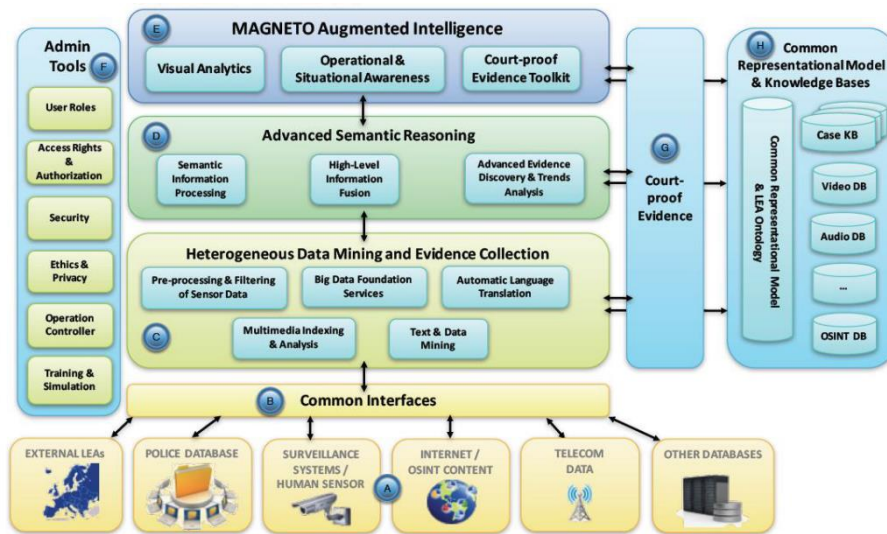 Admin
Tools
F
User Roles
Access Rights
&
Authorization
Security
Ethics &
Privacy
Operation
Controller
Training &
Simulation
E
MAGNETO Augmented Intelligence
Visual Analytics
Operational &
Situational Awareness
Court-proof
Evidence Toolkit
D
Advanced Semantic Reasoning
Semantic
Information
Processing
High-Level
Information
Fusion
Advanced Evidence
Discovery & Trends
Analysis
Heterogeneous Data Mining and Evidence Collection
Pre-processing & Filtering
of Sensor Data
Big Data Foundation
Services
Automatic Language
Translation
C
Multimedia Indexing
& Analysis
Text & Data
Mining
B
Common Interfaces
G
Court-proof
Evidence
H
Common
Representational Model
& Knowledge Bases
Common Representational Model
& LEA Ontology
Case KB
Video DB
Audio DB
...
OSINT DB
EXTERNAL LEAs
POLICE DATABASE
SURVEILLANCE
SYSTEMS /
HUMAN SENSOR
A
INTERNET /
OSINT CONTENT
TELECOM
DATA
OTHER DATABASES